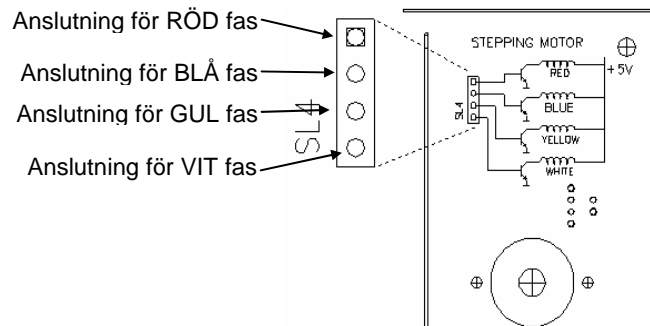 Anslutning för RÖD fas
Anslutning för BLÅ fas
Anslutning för GUL fas
Anslutning för VIT fas
SL4
STEPPING MOTOR
RED
+5V
BLUE
SL4
YELLOW
WHITE